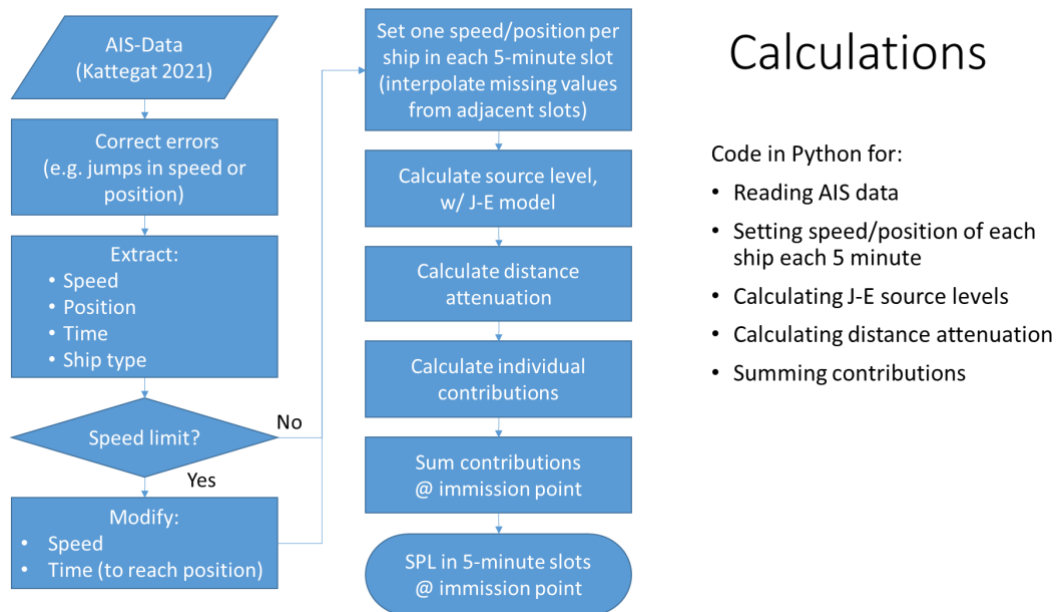 AIS-Data
(Kattegat 2021)
Correct errors
(e.g. jumps in speed or
position)
Extract:
• Speed
• Position
• Time
• Ship type
Speed limit?
No
Yes
Modify:
• Speed
• Time (to reach position)
Set one speed/position per
ship in each 5-minute slot
(interpolate missing values
from adjacent slots)
Calculate source level,
w/ J-E model
Calculate distance
attenuation
Calculate individual
contributions
Sum contributions
@ immission point
SPL in 5-minute slots
@ immission point
Calculations
Code in Python for:
• Reading AIS data
• Setting speed/position of each
ship each 5 minute
• Calculating J-E source levels
• Calculating distance attenuation
• Summing contributions